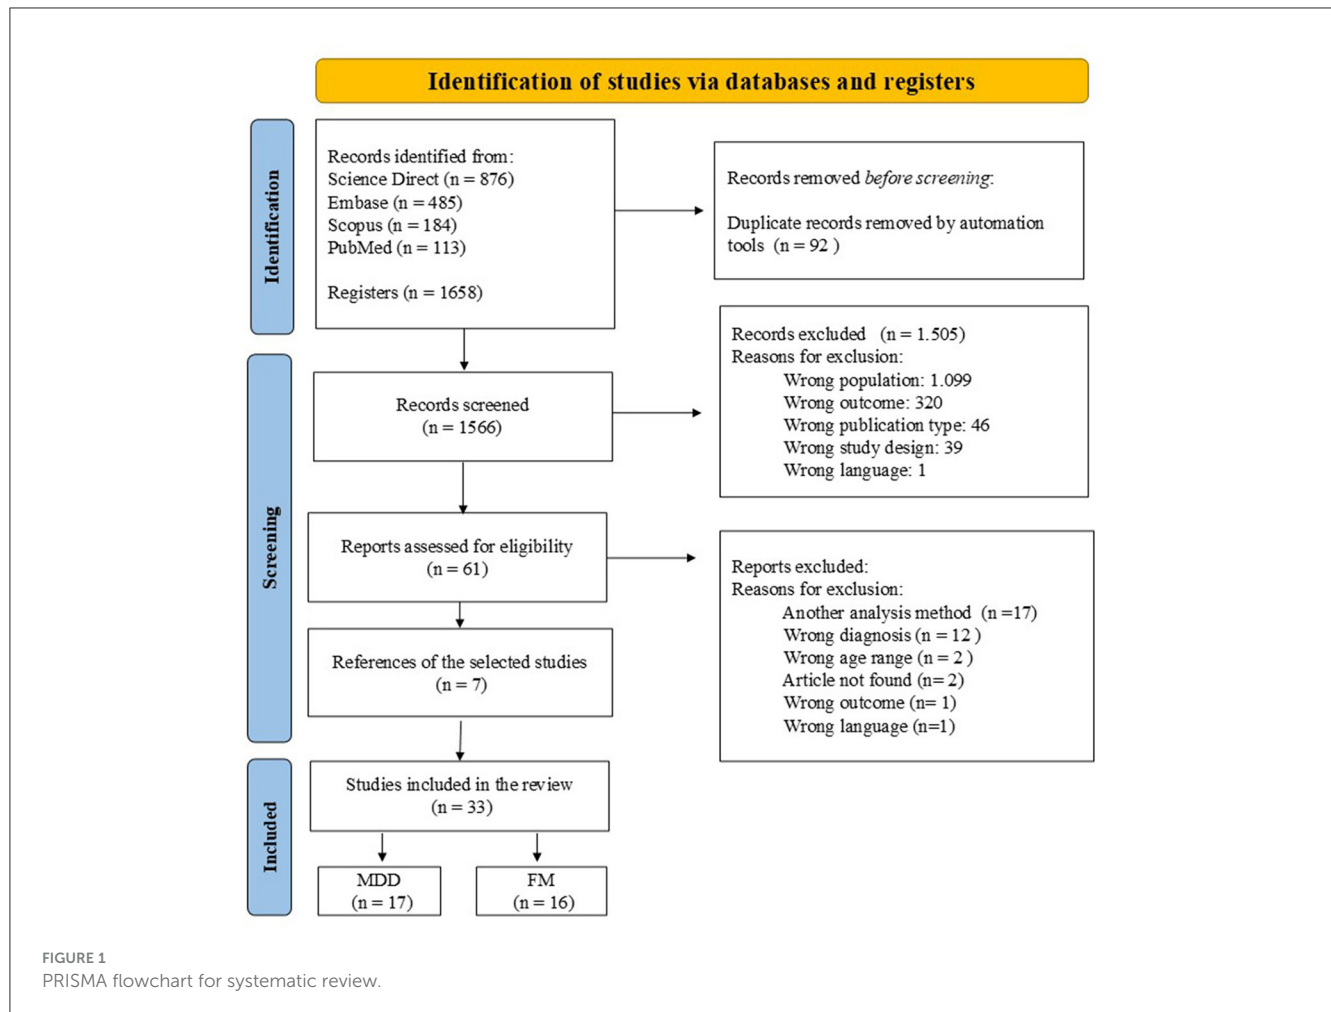 Identification of studies via databases and registers
Identification
Records identified from:
Science Direct (n = 876)
Embase (n = 485)
Scopus (n = 184)
PubMed (n = 113)
Registers (n = 1658)
Records removed before screening:
Duplicate records removed by automation
tools (n = 92 )
Screening
Records screened
(n = 1566)
Records excluded (n = 1.505)
Reasons for exclusion:
Wrong population: 1.099
Wrong outcome: 320
Wrong publication type: 46
Wrong study design: 39
Wrong language: 1
Reports assessed for eligibility
(n = 61)
Reports excluded:
Reasons for exclusion:
Another analysis method (n =17)
Wrong diagnosis (n = 12 )
Wrong age range (n = 2 )
Article not found (n= 2)
Wrong outcome (n= 1)
Wrong language (n=1)
References of the selected studies
(n = 7)
Included
Studies included in the review
(n = 33)
MDD
(n = 17)
FM
(n = 16)
FIGURE 1
PRISMA flowchart for systematic review.